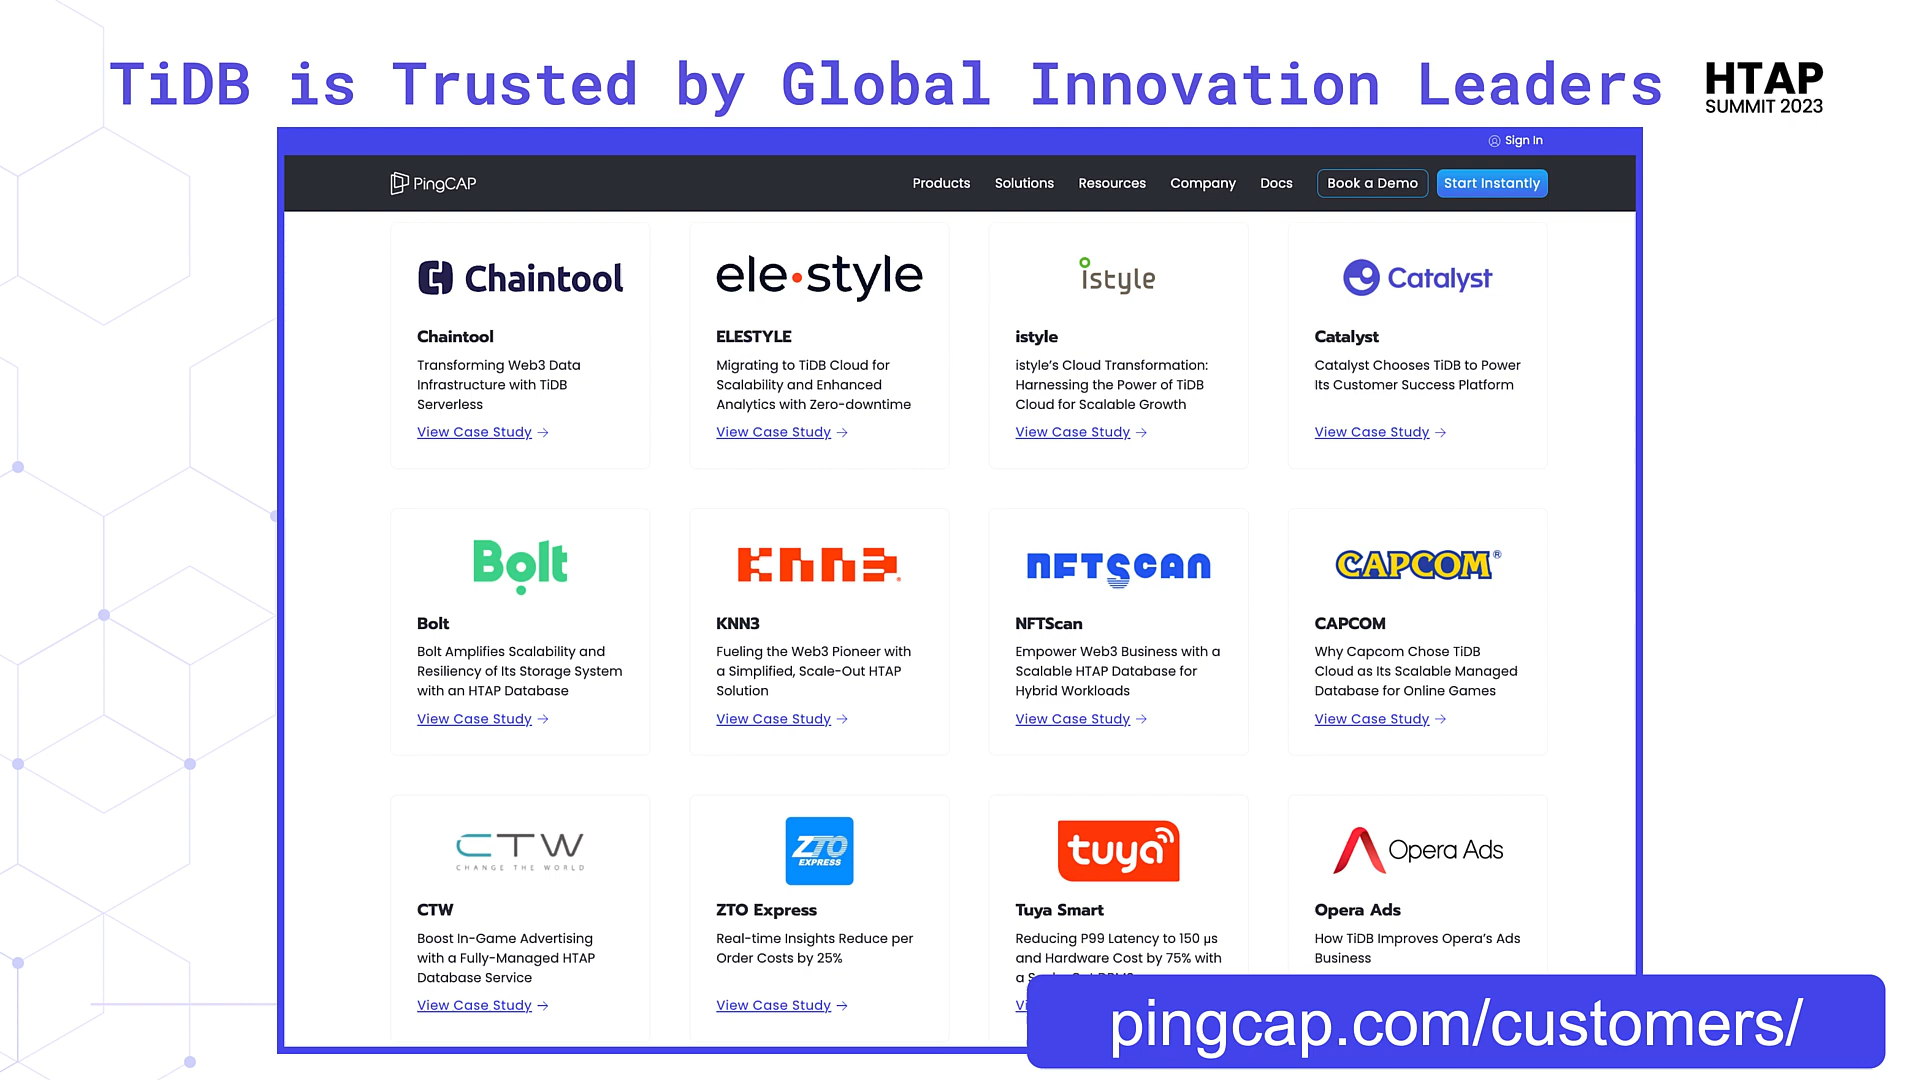 TiDB is Trusted by Global Innovation Leaders
HTAP
SUMMIT 2023
Sign In
PingCAP
Products
Solutions
Resources
Company
Docs
Book a Demo
Start Instantly
Chaintool
ele•style
istyle
Catalyst
Chaintool
Transforming Web3 Data
Infrastructure with TiDB
Serverless
View Case Study →
ELESTYLE
Migrating to TiDB Cloud for
Scalability and Enhanced
Analytics with Zero-downtime
View Case Study →
istyle
istyle’s Cloud Transformation:
Harnessing the Power of TiDB
Cloud for Scalable Growth
View Case Study →
Catalyst
Catalyst Chooses TiDB to Power
Its Customer Success Platform
View Case Study →
Bolt
KNN3
NFTSCAN
CAPCOM®
Bolt
Bolt Amplifies Scalability and
Resiliency of Its Storage System
with an HTAP Database
View Case Study →
KNN3
Fueling the Web3 Pioneer with
a Simplified, Scale-Out HTAP
Solution
View Case Study →
NFTScan
Empower Web3 Business with a
Scalable HTAP Database for
Hybrid Workloads
View Case Study →
CAPCOM
Why Capcom Chose TiDB
Cloud as Its Scalable Managed
Database for Online Games
View Case Study →
CTW
CHANGE THE WORLD
ZTO
EXPRESS
tuya
Opera Ads
CTW
Boost In-Game Advertising
with a Fully-Managed HTAP
Database Service
View Case Study →
ZTO Express
Real-time Insights Reduce per
Order Costs by 25%
View Case Study →
Tuya Smart
Reducing P99 Latency to 150 μs
and Hardware Cost by 75% with
a
Opera Ads
How TiDB Improves Opera’s Ads
Business
pingcap.com/customers/